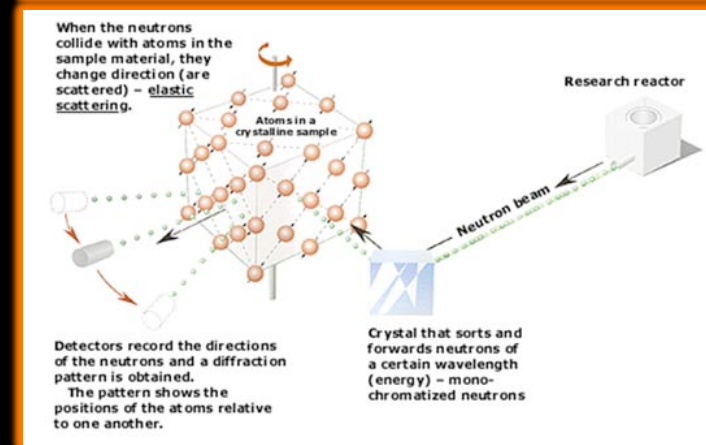 When the neutrons
collide with atoms in the
sample material, they
change direction (are
scattered) – elastic
scattering.
Atoms in a
crystalline sample
Research reactor
Neutron beam
Detectors record the directions
of the neutrons and a diffraction
pattern is obtained.
The pattern shows the
positions of the atoms relative
to one another.
Crystal that sorts and
forwards neutrons of
a certain wavelength
(energy) – mono-
chromatized neutrons